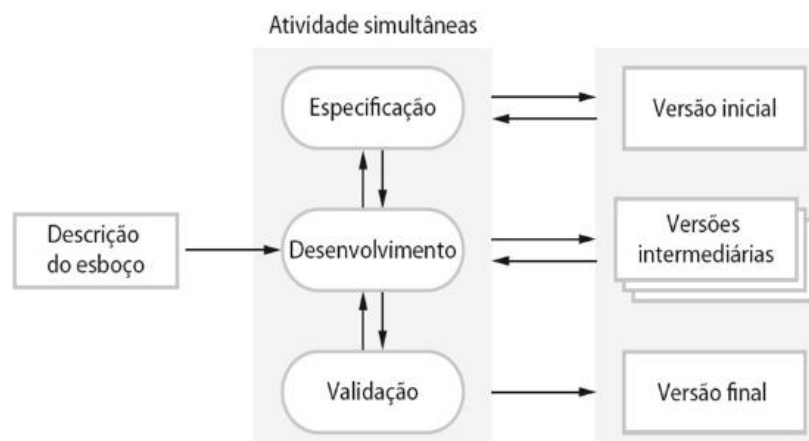 Atividade simultâneas
Especificação
Versão inicial
Descrição
do esboço
Desenvolvimento
Versões
intermediárias
Validação
Versão final